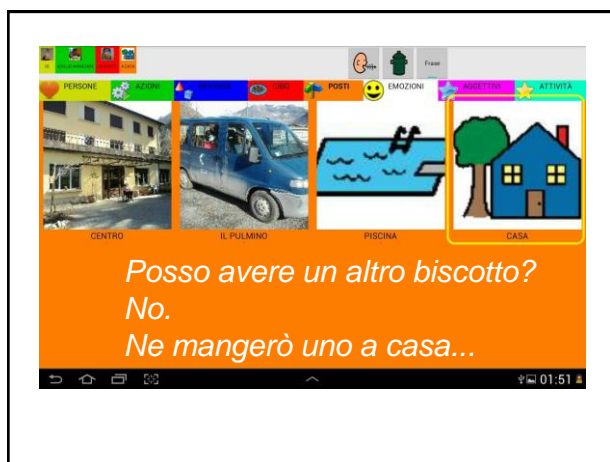 A CASA
Frase
PERSONE AZIONI CIBO POSTI EMOZIONI AGGETTIVI ATTIVITÀ
CENTRO IL PULMINO PISCINA CASA
Posso avere un altro biscotto?
No.
Ne mangerò uno a casa...
01:51